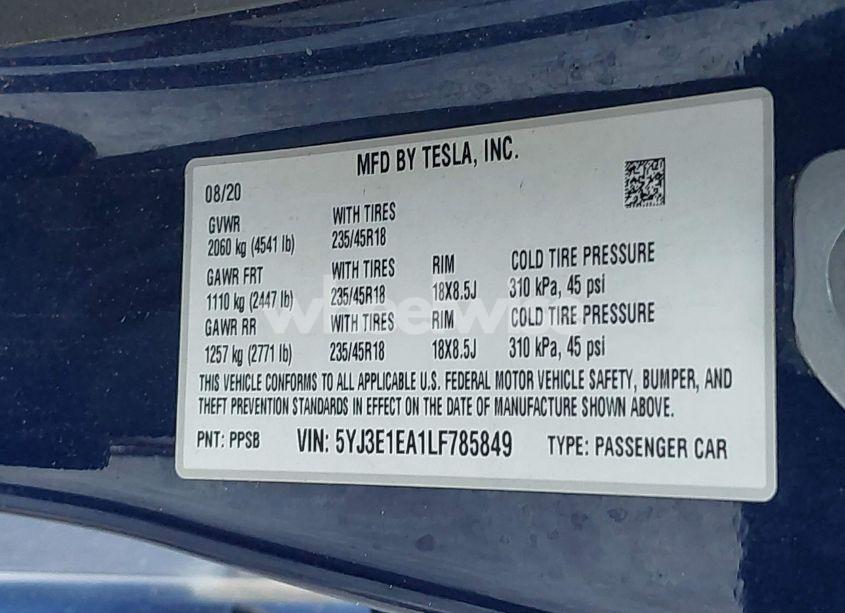 MFD BY TESLA, INC.
08/20
GVWR WITH TIRES
2060 kg (4541 lb) 235/45R18
GAWR FRT WITH TIRES RIM COLD TIRE PRESSURE
1110 kg (2447 lb) 235/45R18 18X8.5J 310 kPa, 45 psi
GAWR RR WITH TIRES RIM COLD TIRE PRESSURE
1257 kg (2771 lb) 235/45R18 18X8.5J 310 kPa, 45 psi
THIS VEHICLE CONFORMS TO ALL APPLICABLE U.S. FEDERAL MOTOR VEHICLE SAFETY, BUMPER, AND
THEFT PREVENTION STANDARDS IN EFFECT ON THE DATE OF MANUFACTURE SHOWN ABOVE.
PNT: PPSB VIN: 5YJ3E1EA1LF785849 TYPE: PASSENGER CAR